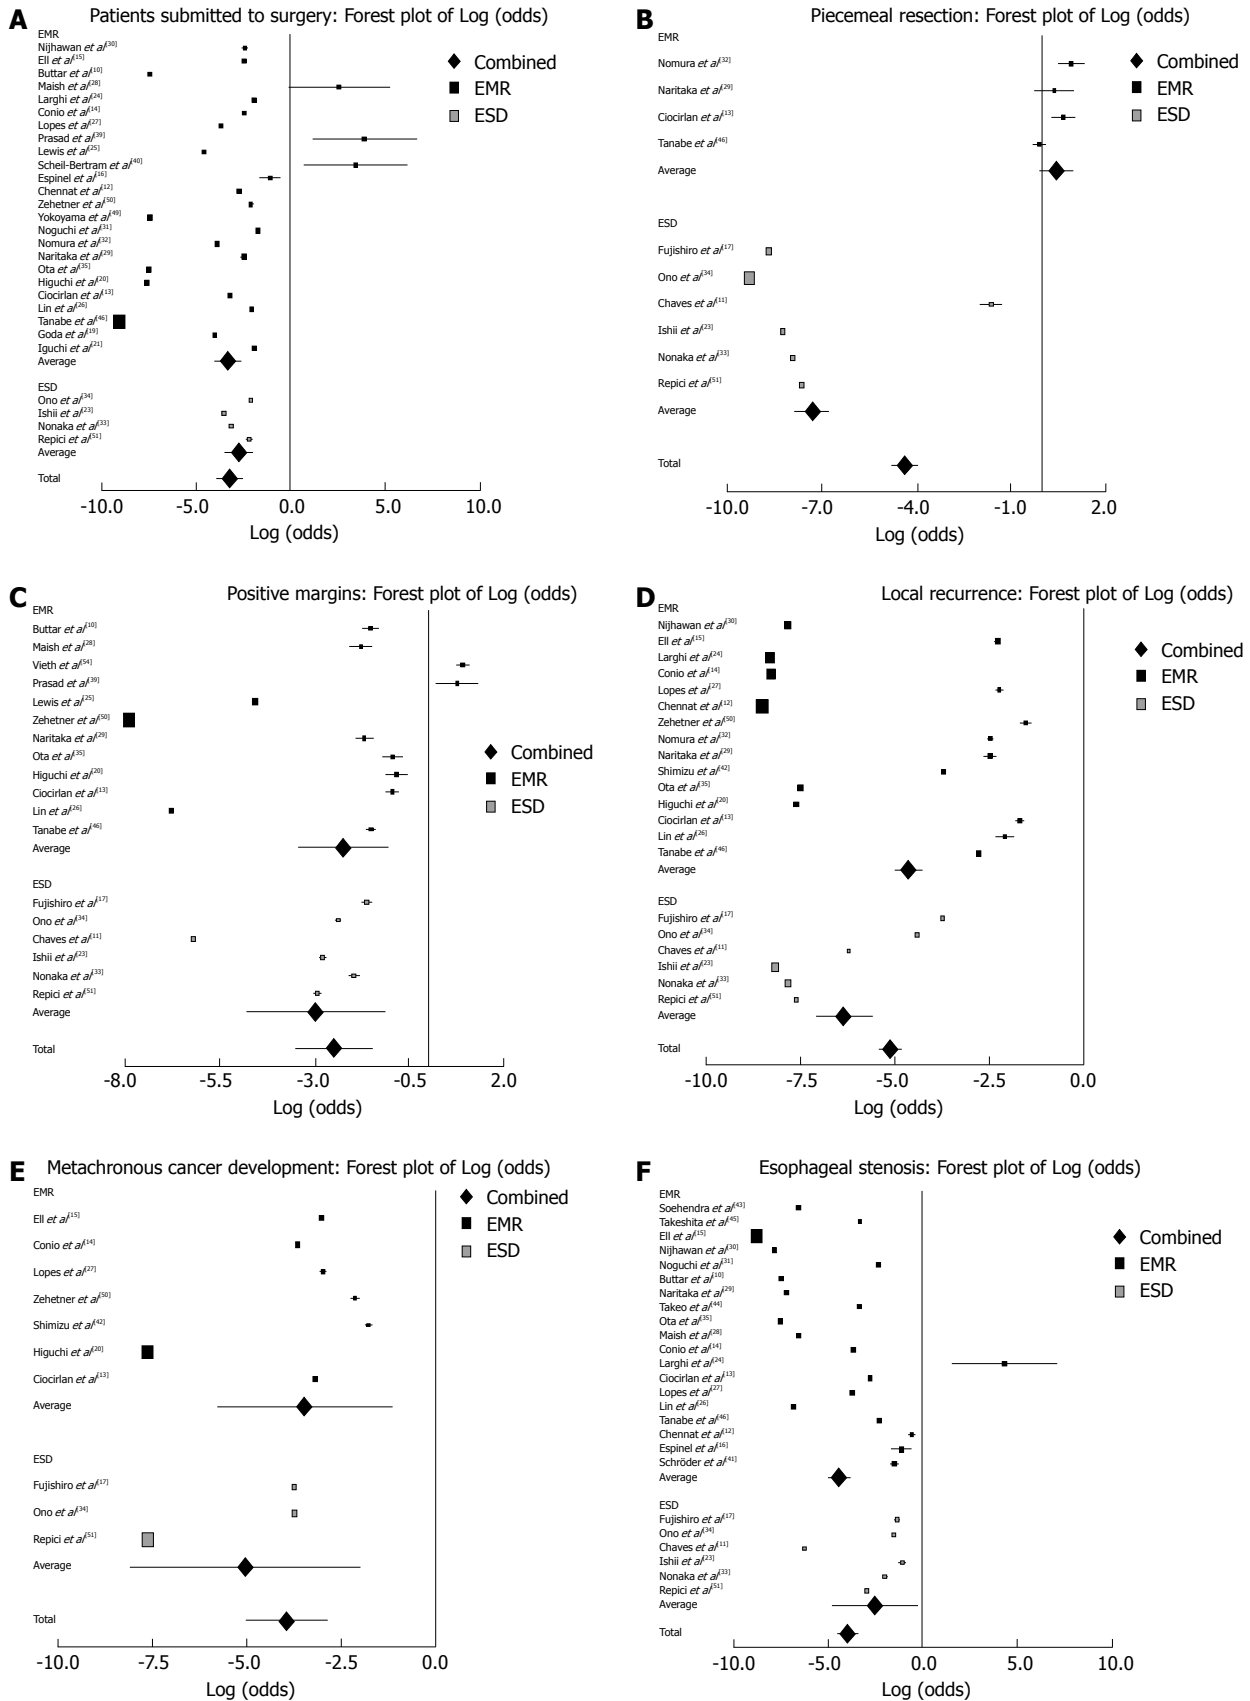 A Patients submitted to surgery: Forest plot of Log (odds)
EMR
Nijhawan et al[30]
Ell et al[15]
Buttar et al[10]
Maish et al[28]
Larghi et al[24]
Conio et al[14]
Lopes et al[27]
Prasad et al[39]
Lewis et al[25]
Scheil-Bertram et al[40]
Espinel et al[16]
Chennat et al[12]
Zehetner et al[50]
Yokoyama et al[49]
Noguchi et al[31]
Nomura et al[32]
Naritaka et al[29]
Ota et al[35]
Higuchi et al[20]
Ciocirlan et al[13]
Lin et al[26]
Tanabe et al[46]
Goda et al[19]
Iguchi et al[21]
Average
ESD
Ono et al[34]
Ishii et al[23]
Nonaka et al[33]
Repici et al[51]
Average
Total
Combined
EMR
ESD
-10.0 -5.0 0.0 5.0 10.0
Log (odds)
B Piecemeal resection: Forest plot of Log (odds)
EMR
Nomura et al[32]
Naritaka et al[29]
Ciocirlan et al[13]
Tanabe et al[46]
Average
ESD
Fujishiro et al[17]
Ono et al[34]
Chaves et al[11]
Ishii et al[23]
Nonaka et al[33]
Repici et al[51]
Average
Total
Combined
EMR
ESD
-10.0 -7.0 -4.0 -1.0 2.0
Log (odds)
C Positive margins: Forest plot of Log (odds)
EMR
Buttar et al[10]
Maish et al[28]
Vieth et al[54]
Prasad et al[39]
Lewis et al[25]
Zehetner et al[50]
Naritaka et al[29]
Ota et al[35]
Higuchi et al[20]
Ciocirlan et al[13]
Lin et al[26]
Tanabe et al[46]
Average
ESD
Fujishiro et al[17]
Ono et al[34]
Chaves et al[11]
Ishii et al[23]
Nonaka et al[33]
Repici et al[51]
Average
Total
Combined
EMR
ESD
-8.0 -5.5 -3.0 -0.5 2.0
Log (odds)
D Local recurrence: Forest plot of Log (odds)
EMR
Nijhawan et al[30]
Ell et al[15]
Larghi et al[24]
Conio et al[14]
Lopes et al[27]
Chennat et al[12]
Zehetner et al[50]
Nomura et al[32]
Naritaka et al[29]
Shimizu et al[42]
Ota et al[35]
Higuchi et al[20]
Ciocirlan et al[13]
Lin et al[26]
Tanabe et al[46]
Average
ESD
Fujishiro et al[17]
Ono et al[34]
Chaves et al[11]
Ishii et al[23]
Nonaka et al[33]
Repici et al[51]
Average
Total
Combined
EMR
ESD
-10.0 -7.5 -5.0 -2.5 0.0
Log (odds)
E Metachronous cancer development: Forest plot of Log (odds)
EMR
Ell et al[15]
Conio et al[14]
Lopes et al[27]
Zehetner et al[50]
Shimizu et al[42]
Higuchi et al[20]
Ciocirlan et al[13]
Average
ESD
Fujishiro et al[17]
Ono et al[34]
Repici et al[51]
Average
Total
Combined
EMR
ESD
-10.0 -7.5 -5.0 -2.5 0.0
Log (odds)
F Esophageal stenosis: Forest plot of Log (odds)
EMR
Soehendra et al[43]
Takeshita et al[45]
Ell et al[15]
Nijhawan et al[30]
Noguchi et al[31]
Buttar et al[10]
Naritaka et al[29]
Takeo et al[44]
Ota et al[35]
Maish et al[28]
Conio et al[14]
Larghi et al[24]
Ciocirlan et al[13]
Lopes et al[27]
Lin et al[26]
Tanabe et al[46]
Chennat et al[12]
Espinel et al[16]
Schröder et al[41]
Average
ESD
Fujishiro et al[17]
Ono et al[34]
Chaves et al[11]
Ishii et al[23]
Nonaka et al[33]
Repici et al[51]
Average
Total
Combined
EMR
ESD
-10.0 -5.0 0.0 5.0 10.0
Log (odds)